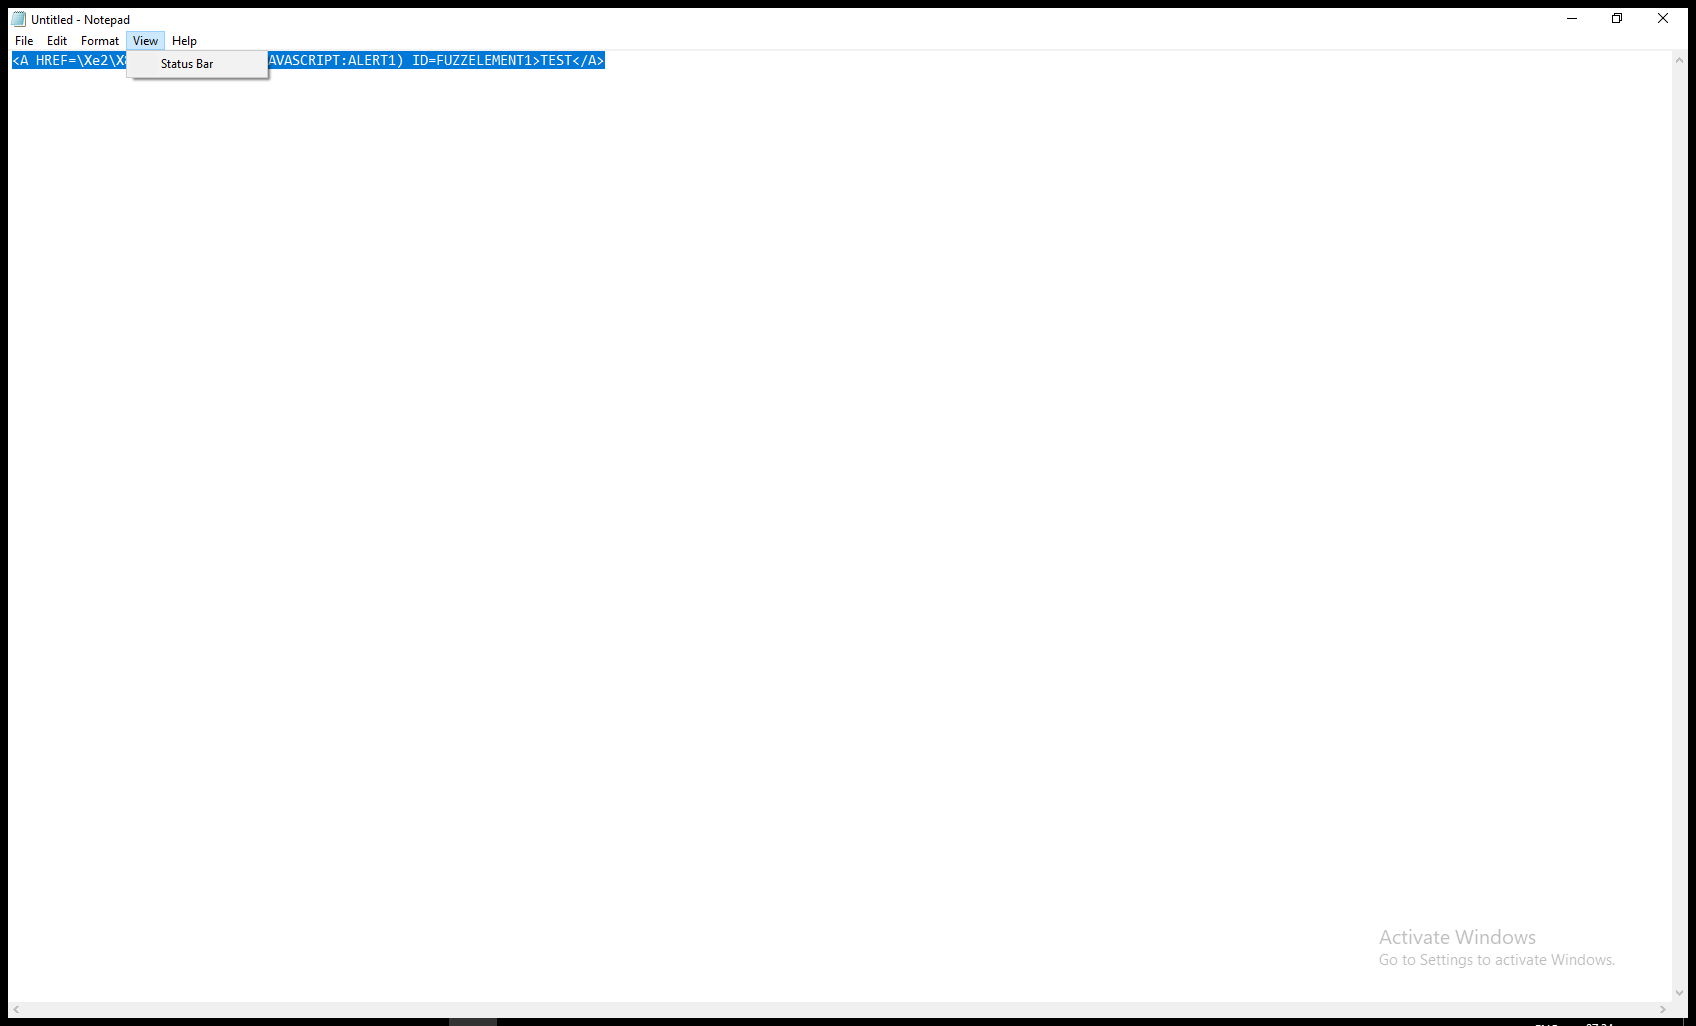 Untitled - Notepad
File Edit Format View Help
<A HREF=\Xe2\X AVASCRIPT:ALERT1) ID=FUZZELEMENT1>TEST</A>
Status Bar
Activate Windows
Go to Settings to activate Windows.